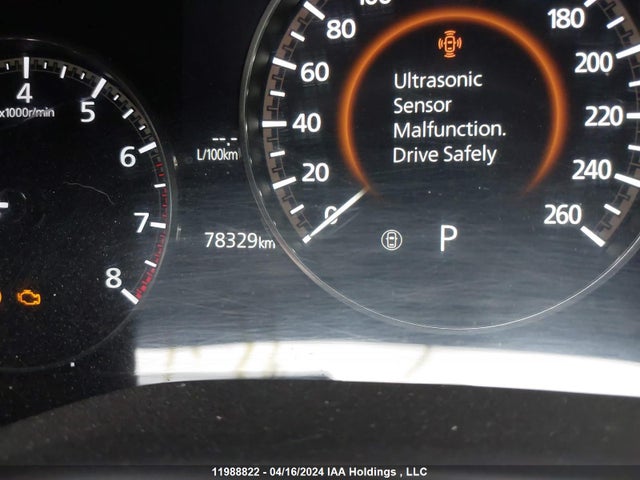 80
180
60
200
Ultrasonic
Sensor
Malfunction.
Drive Safely
4
5
x1000r/min
40
220
6
--.-
L/100km
20
240
7
0
260
P
78329km
8
11988822 - 04/16/2024 IAA Holdings , LLC